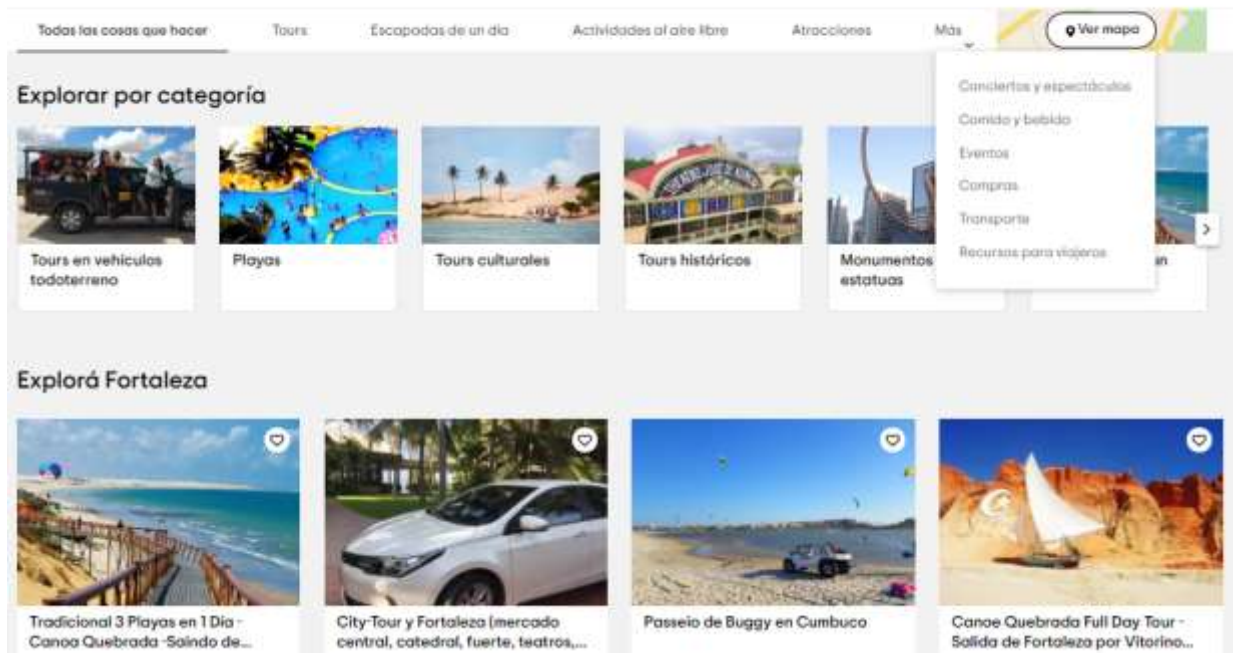 Todas las cosas que hacer
Tours
Escapadas de un día
Actividades al aire libre
Atracciones
Más
Ver mapa
Conciertos y espectáculos
Comida y bebida
Eventos
Compras
Transporte
Recursos para viajeros
Explorar por categoría
Tours en vehículos
todoterreno
Playas
Tours culturales
Tours históricos
Monumentos
estatuas
Explorá Fortaleza
Tradicional 3 Playas en 1 Día -
Canoa Quebrada -Saindo de...
City-Tour y Fortaleza (mercado
central, catedral, fuerte, teatros,...
Passeio de Buggy en Cumbuco
Canoe Quebrada Full Day Tour -
Salida de Fortaleza por Vitorino...